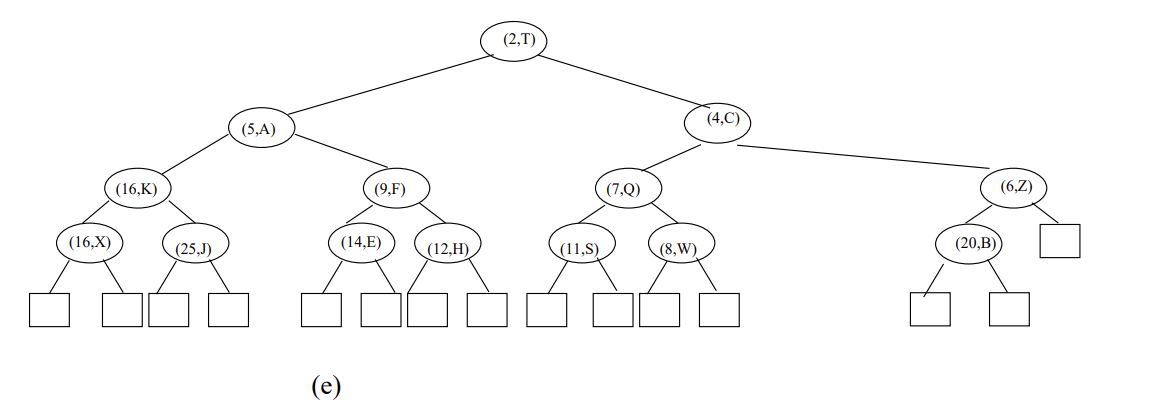 (2,T)
(5,A)
(4,C)
(16,K)
(9,F)
(7,Q)
(6,Z)
(16,X)
(25,J)
(14,E)
(12,H)
(11,S)
(8,W)
(20,B)
(e)